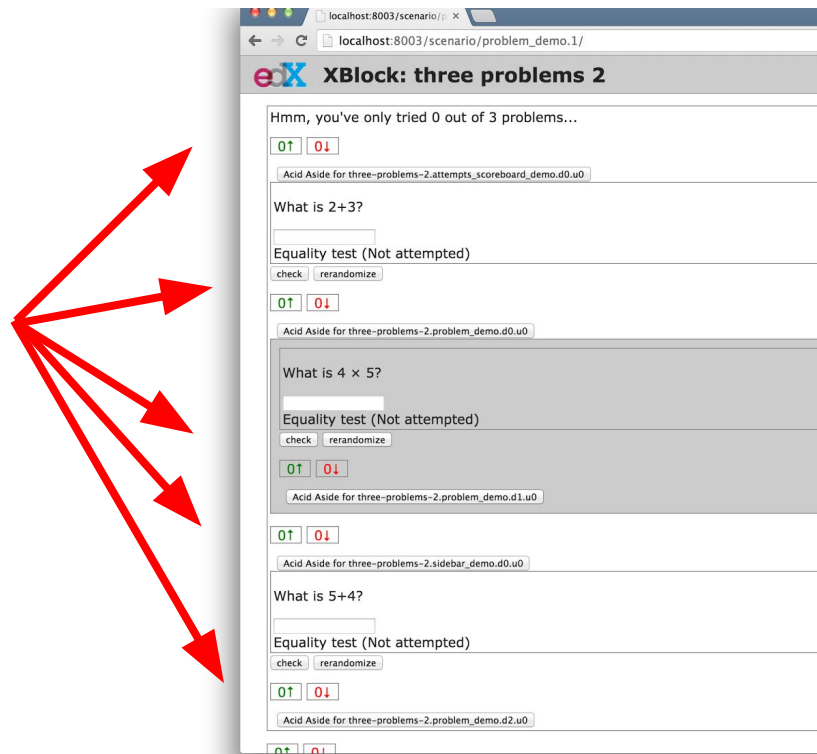 localhost:8003/scenario/p ×
localhost:8003/scenario/problem_demo.1/
edX XBlock: three problems 2
Hmm, you've only tried 0 out of 3 problems...
0↑ 0↓
Acid Aside for three-problems-2.attempts_scoreboard_demo.d0.u0
What is 2+3?
Equality test (Not attempted)
check rerandomize
0↑ 0↓
Acid Aside for three-problems-2.problem_demo.d0.u0
What is 4 × 5?
Equality test (Not attempted)
check rerandomize
0↑ 0↓
Acid Aside for three-problems-2.problem_demo.d1.u0
0↑ 0↓
Acid Aside for three-problems-2.sidebar_demo.d0.u0
What is 5+4?
Equality test (Not attempted)
check rerandomize
0↑ 0↓
Acid Aside for three-problems-2.problem_demo.d2.u0
0↑ 0↓